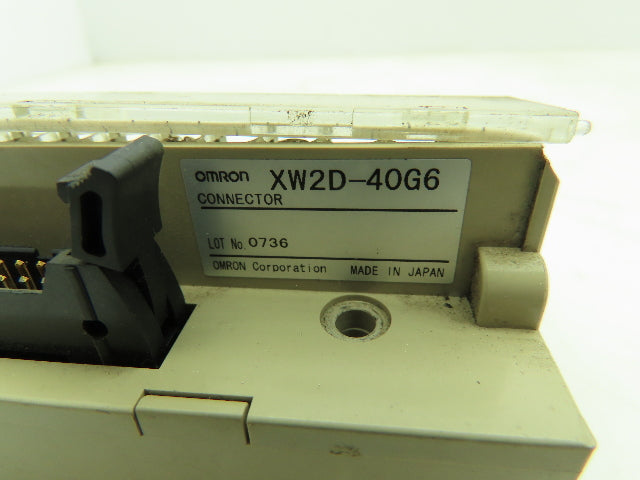 OMRON XW2D-40G6
CONNECTOR
LOT No. 0736
OMRON Corporation MADE IN JAPAN